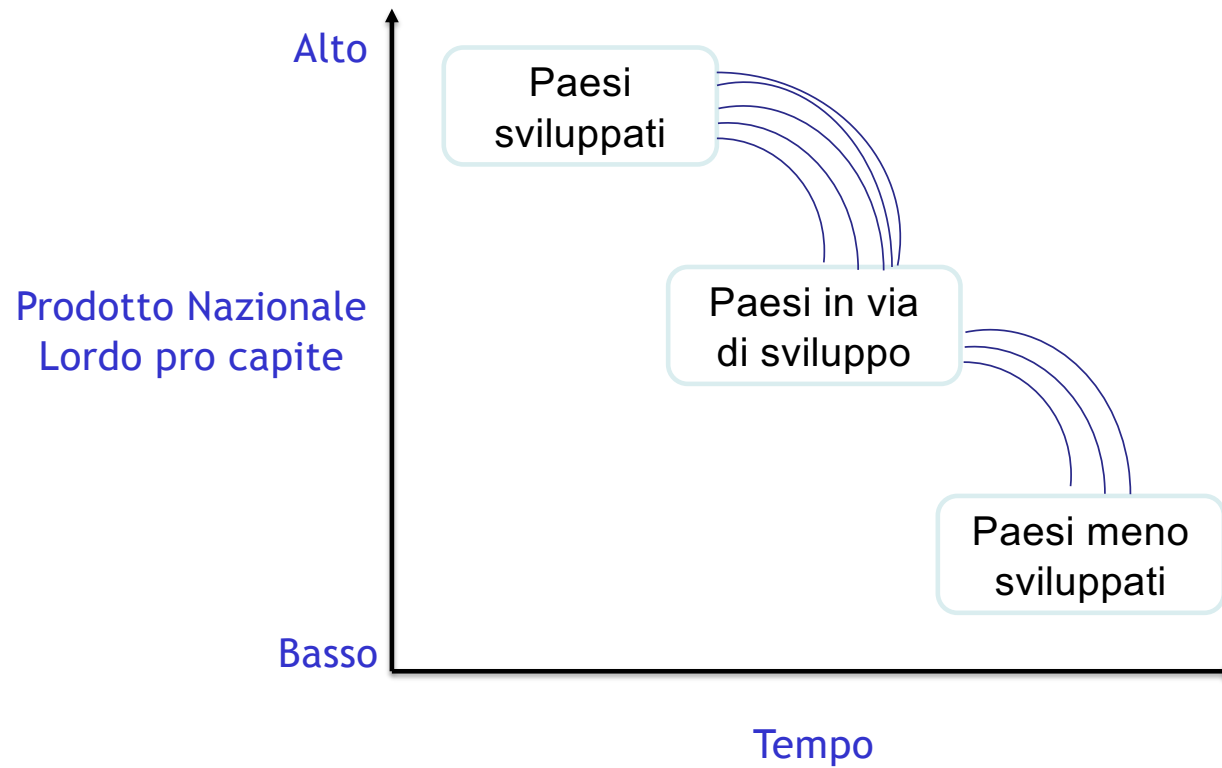 Alto
Paesi
sviluppati
Prodotto Nazionale
Lordo pro capite
Paesi in via
di sviluppo
Paesi meno
sviluppati
Basso
Tempo